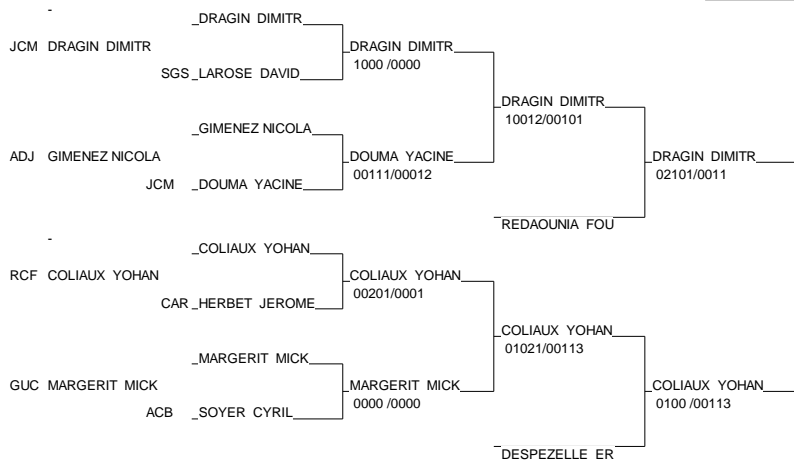 -
_DRAGIN DIMITR
JCM DRAGIN DIMITR
DRAGIN DIMITR
1000 /0000
SGS _LAROSE DAVID
DRAGIN DIMITR
10012/00101
_GIMENEZ NICOLA
ADJ GIMENEZ NICOLA
DOUMA YACINE
00111/00012
DRAGIN DIMITR
02101/0011
JCM _DOUMA YACINE
REDAOUNIA FOU
-
_COLIAUX YOHAN
RCF COLIAUX YOHAN
COLIAUX YOHAN
00201/0001
CAR _HERBET JEROME
COLIAUX YOHAN
01021/00113
_MARGERIT MICK
GUC MARGERIT MICK
MARGERIT MICK
0000 /0000
COLIAUX YOHAN
0100 /00113
ACB _SOYER CYRIL
DESPEZELLE ER